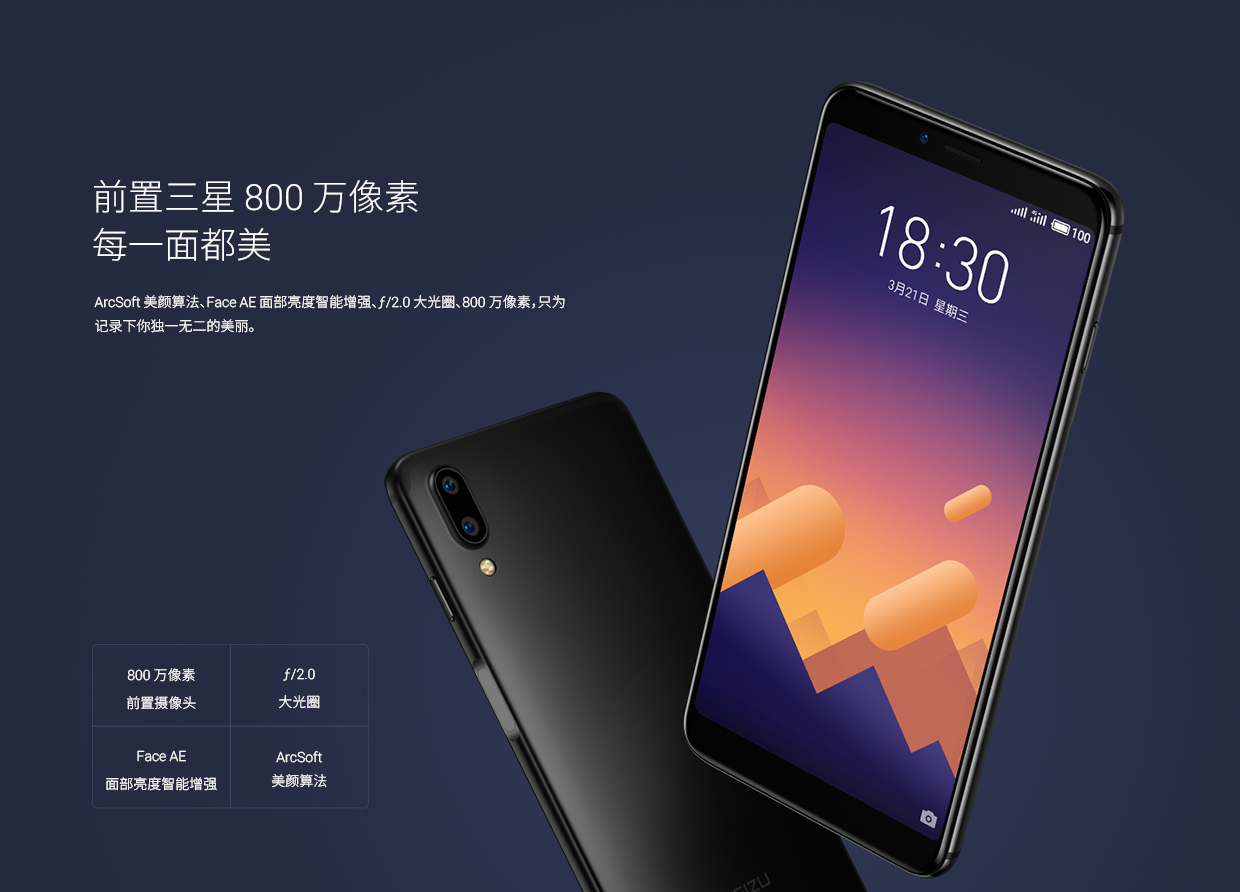 前置三星 800 万像素
每一面都美
ArcSoft 美颜算法、Face AE 面部亮度智能增强、ƒ/2.0 大光圈、800 万像素，只为
记录下你独一无二的美丽。
100
18:30
3月21日 星期三
800 万像素
前置摄像头
ƒ/2.0
大光圈
Face AE
面部亮度智能增强
ArcSoft
美颜算法